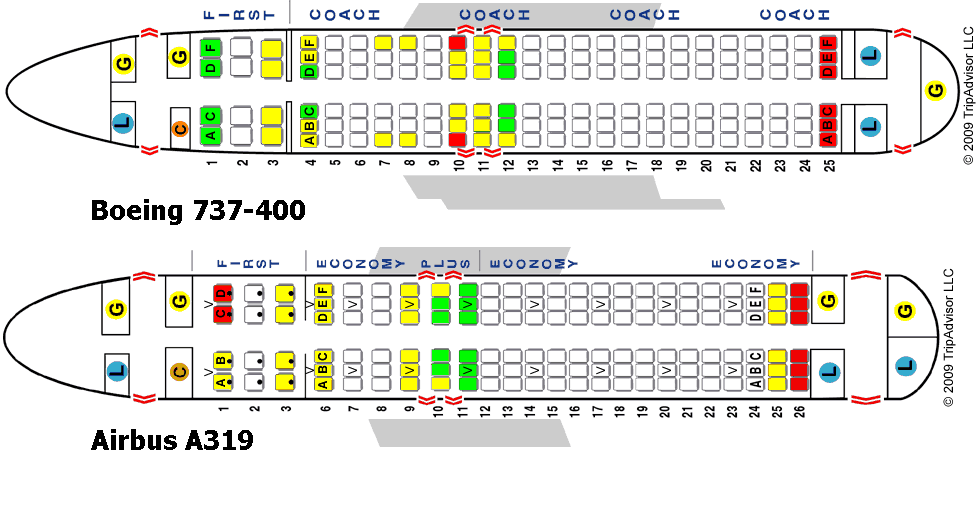 FIRST COACH COACH COACH COACH
F G G L
D F D E F D E F
L C A C A B C A B C L
G
1 2 3 4 5 6 7 8 9 10 11 12 13 14 15 16 17 18 19 20 21 22 23 24 25
© 2009 TripAdvisor LLC
Boeing 737-400
FIRST ECONOMY PLUS ECONOMY ECONOMY
G G C D V D E F V V V V V V V D E F G G
L C A B V A B C V V V V V V V A B C L L
1 2 3 6 7 8 9 10 11 12 13 14 15 16 17 18 19 20 21 22 23 24 25 26
© 2009 TripAdvisor LLC
Airbus A319